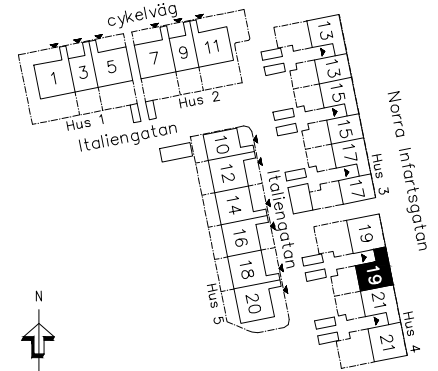 cykelväg
1 3 5
7 9 11
Hus 1
Hus 2
Italiengatan
13
13
15
15
17
17
Hus 3
Norra Infartsgatan
10
12
14
16
18
20
Italiengatan
Hus 5
19
19
21
21
Hus 4
N